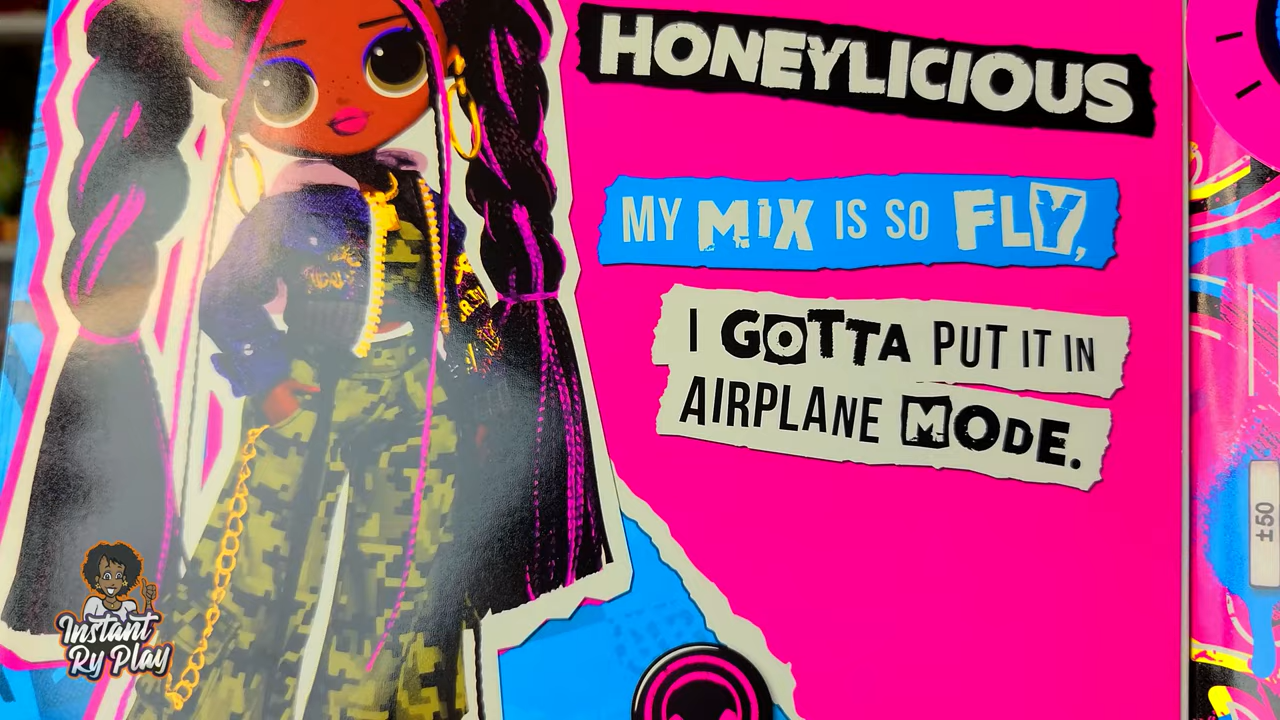 HONEYLICIOUS
MY MIX IS SO FLY,
I GOTTA PUT IT IN
AIRPLANE MODE.
±50
Instant
Ry Play